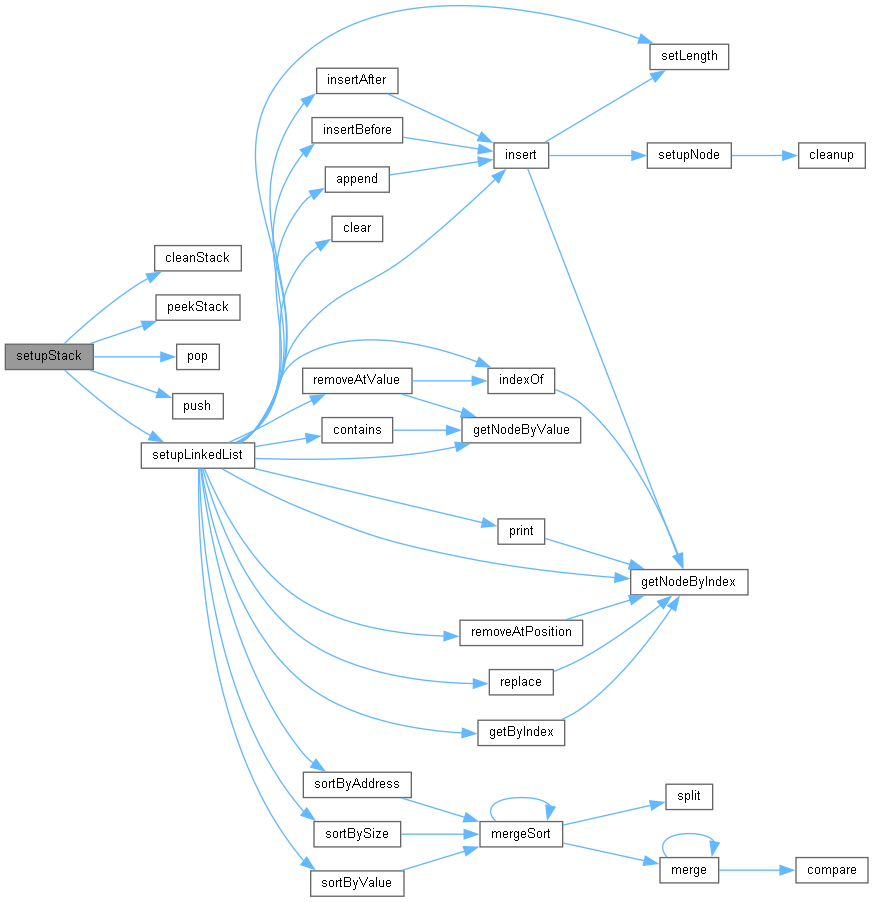 setLength
insertAfter
insertBefore
insert
setupNode
cleanup
append
clear
cleanStack
peekStack
setupStack
pop
push
removeAtValue
indexOf
contains
getNodeByValue
setupLinkedList
print
getNodeByIndex
removeAtPosition
replace
getByIndex
sortByAddress
split
sortBySize
mergeSort
merge
compare
sortByValue